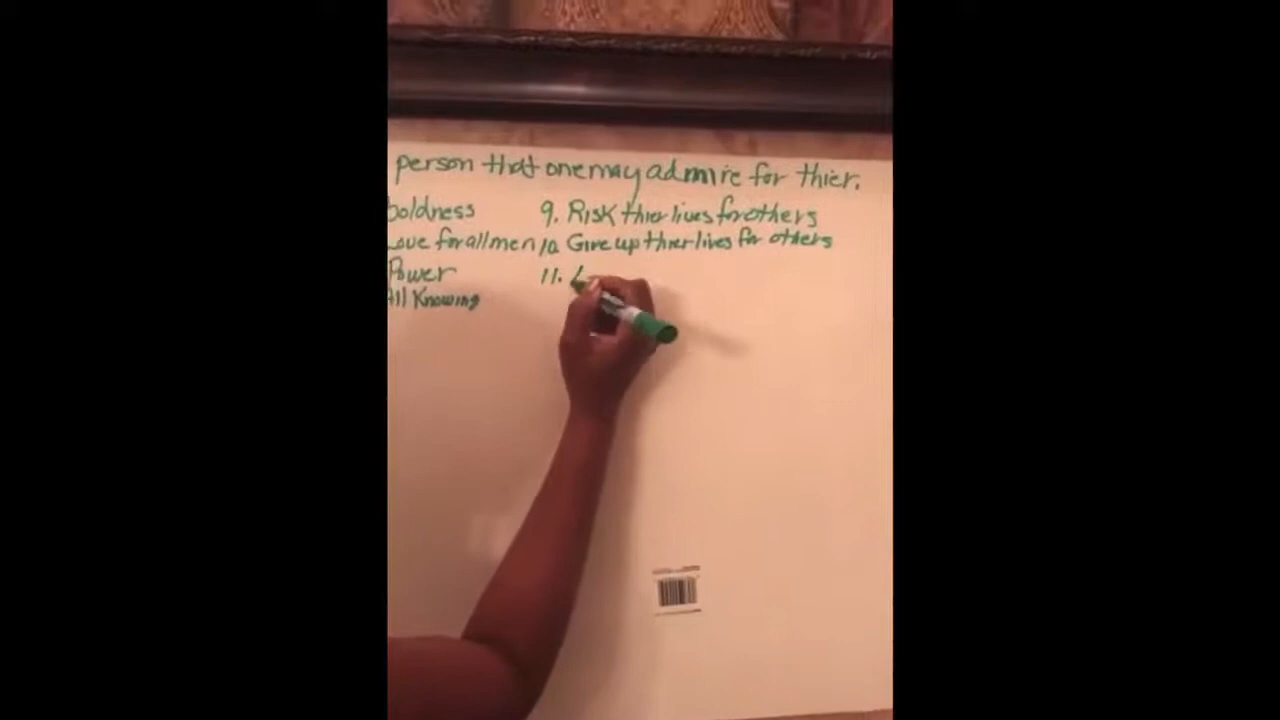 person that one may admire for thier.
boldness 9. Risk thier lives for others
Love for all men 10 Give up thier lives for others
Power 11.
All Knowing